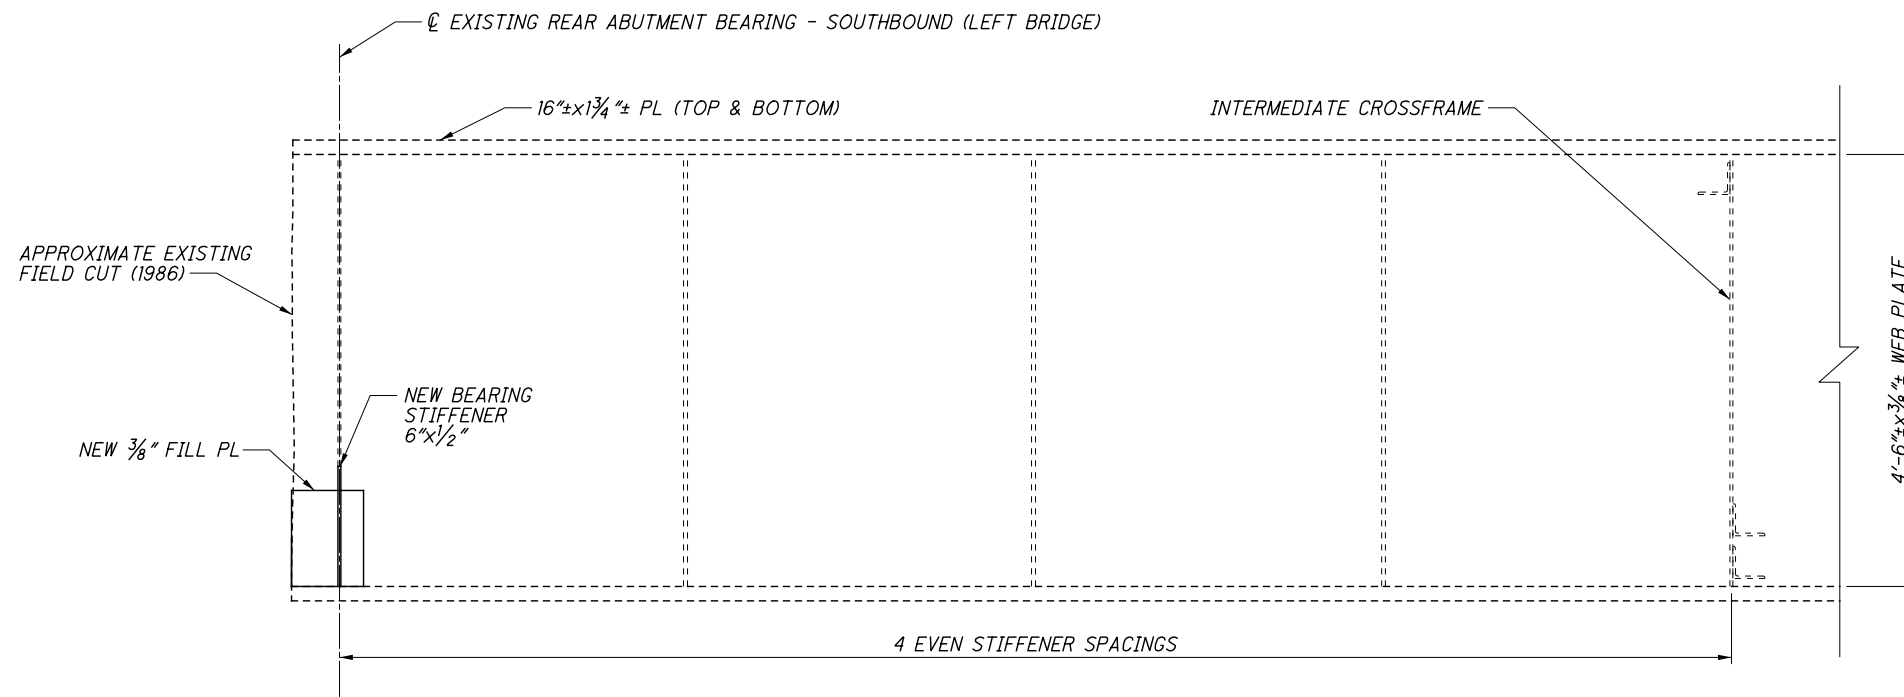 ℄ EXISTING REAR ABUTMENT BEARING - SOUTHBOUND (LEFT BRIDGE)
16"±x1¾"± PL (TOP & BOTTOM)
INTERMEDIATE CROSSFRAME
APPROXIMATE EXISTING
FIELD CUT (1986)
NEW BEARING
STIFFENER
6"x½"
NEW ⅜" FILL PL
4'-6"±x⅜"± WEB PLATE
4 EVEN STIFFENER SPACINGS